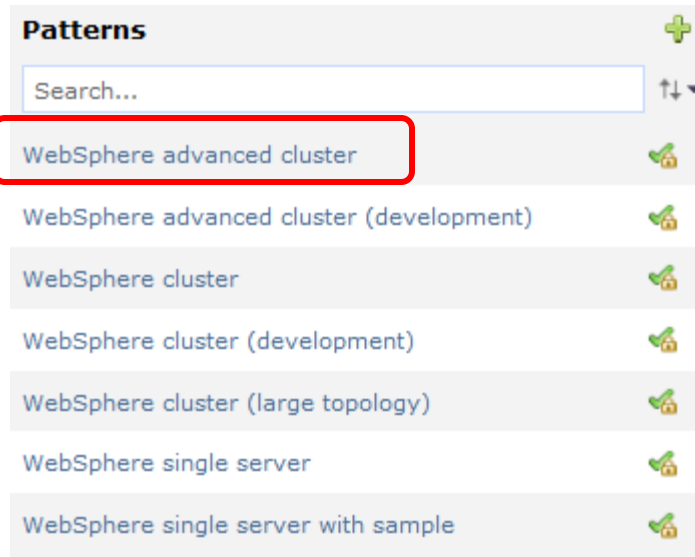 Patterns
Search...
WebSphere advanced cluster
WebSphere advanced cluster (development)
WebSphere cluster
WebSphere cluster (development)
WebSphere cluster (large topology)
WebSphere single server
WebSphere single server with sample